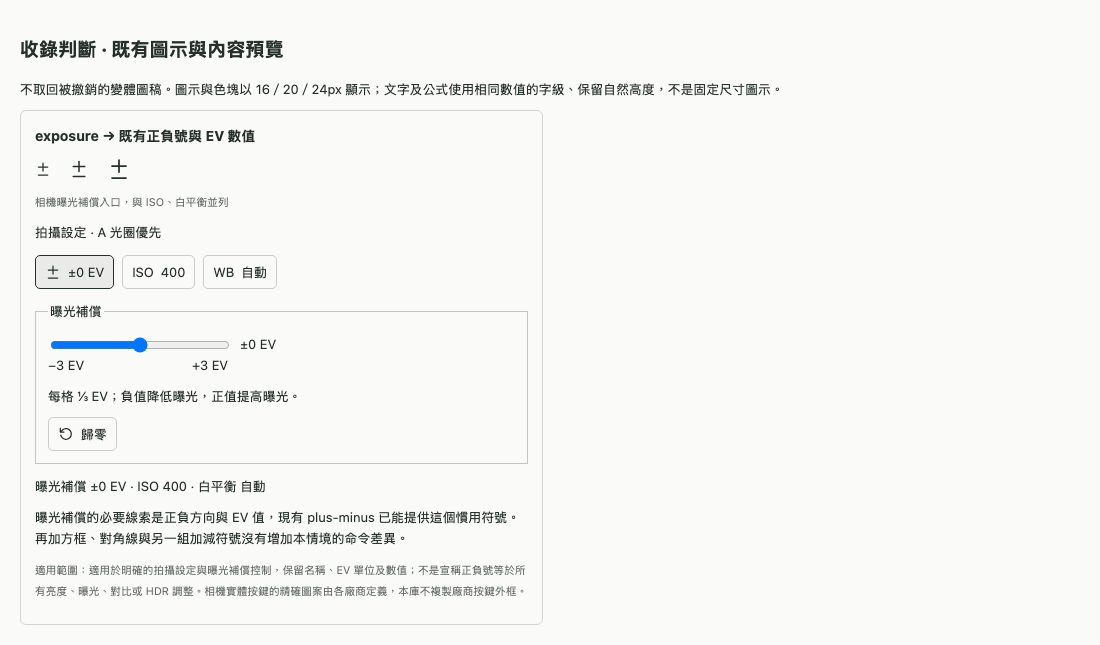 收錄判斷 · 既有圖示與內容預覽
不取回被撤銷的變體圖稿。圖示與色塊以 16 / 20 / 24px 顯示；文字及公式使用相同數值的字級、保留自然高度，不是固定尺寸圖示。
exposure → 既有正負號與 EV 數值
± ± ±
相機曝光補償入口，與 ISO、白平衡並列
拍攝設定 · A 光圈優先
± ±0 EV ISO 400 WB 自動
曝光補償
±0 EV
−3 EV +3 EV
每格 ⅓ EV；負值降低曝光，正值提高曝光。
歸零
曝光補償 ±0 EV · ISO 400 · 白平衡 自動
曝光補償的必要線索是正負方向與 EV 值，現有 plus-minus 已能提供這個慣用符號。
再加方框、對角線與另一組加減符號沒有增加本情境的命令差異。
適用範圍：適用於明確的拍攝設定與曝光補償控制，保留名稱、EV 單位及數值；不是宣稱正負號等於所
有亮度、曝光、對比或 HDR 調整。相機實體按鍵的精確圖案由各廠商定義，本庫不複製廠商按鍵外框。